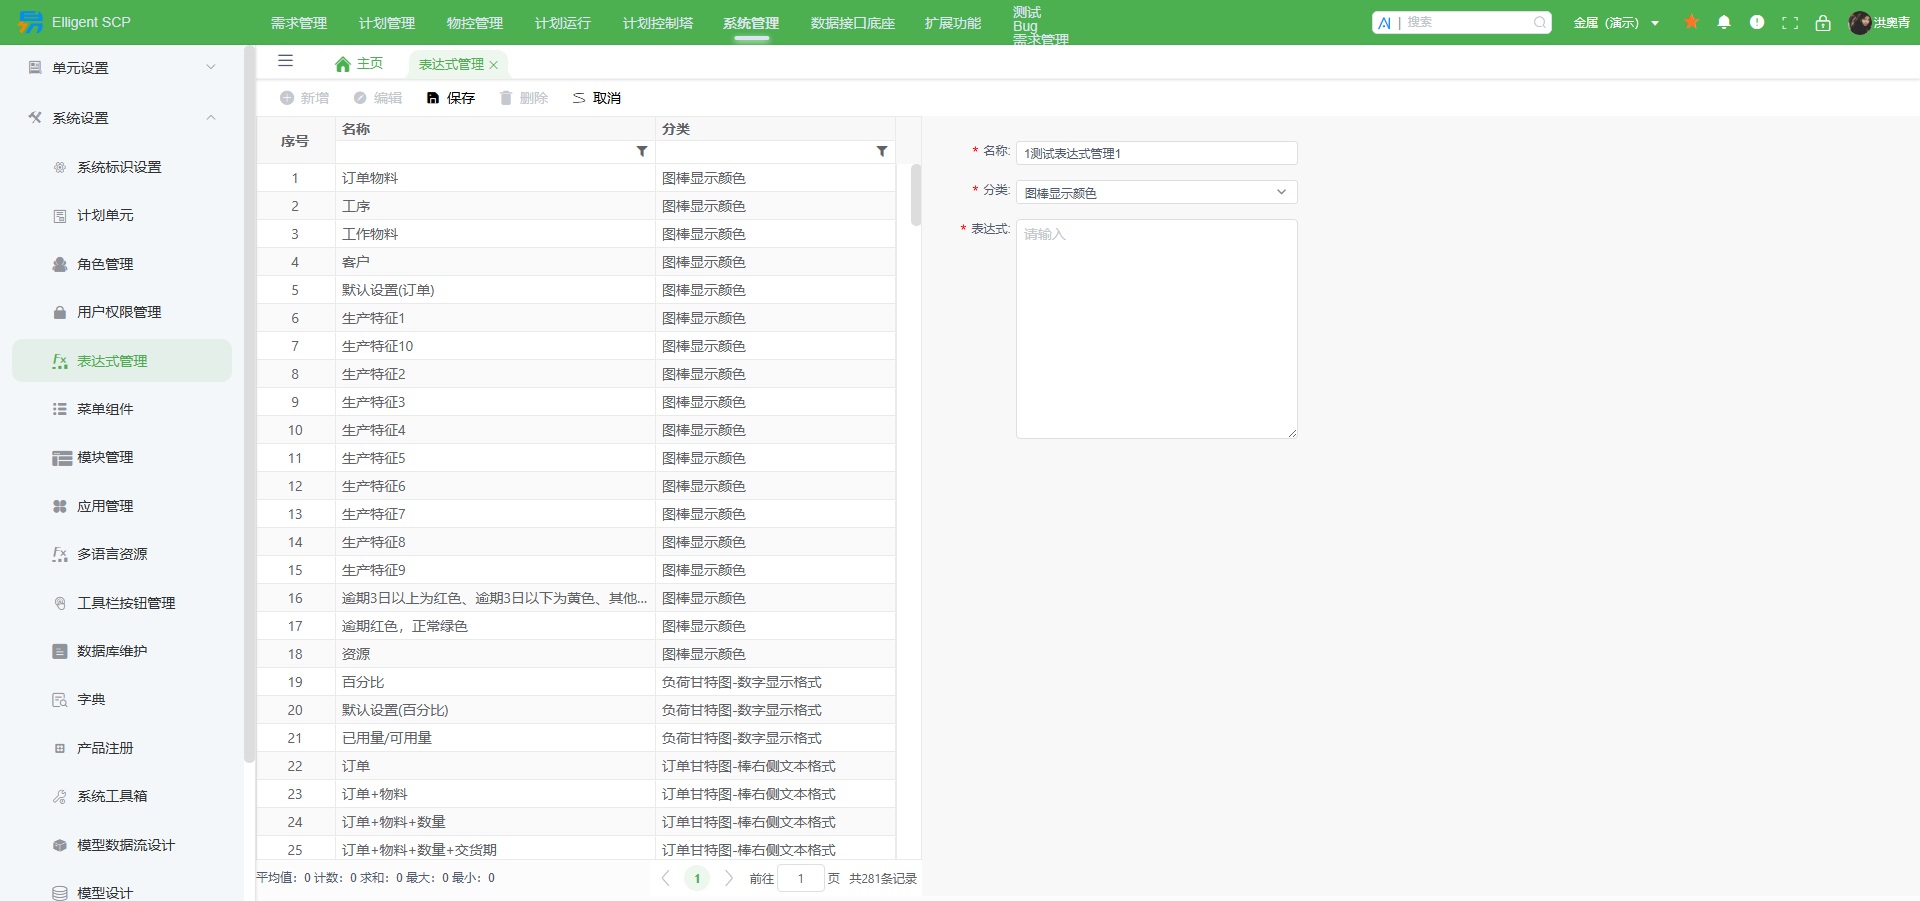 Elligent SCP
需求管理 计划管理 物控管理 计划运行 计划控制塔 系统管理 数据接口底座 扩展功能 测试 Bug 需求管理
AI | 搜索
金属（演示）
洪奥青
单元设置
系统设置
系统标识设置
计划单元
角色管理
用户权限管理
表达式管理
菜单组件
模块管理
应用管理
多语言资源
工具栏按钮管理
数据库维护
字典
产品注册
系统工具箱
模型数据流设计
模型设计
主页 表达式管理
新增 编辑 保存 删除 取消
序号 名称 分类
1 订单物料 图棒显示颜色
2 工序 图棒显示颜色
3 工作物料 图棒显示颜色
4 客户 图棒显示颜色
5 默认设置(订单) 图棒显示颜色
6 生产特征1 图棒显示颜色
7 生产特征10 图棒显示颜色
8 生产特征2 图棒显示颜色
9 生产特征3 图棒显示颜色
10 生产特征4 图棒显示颜色
11 生产特征5 图棒显示颜色
12 生产特征6 图棒显示颜色
13 生产特征7 图棒显示颜色
14 生产特征8 图棒显示颜色
15 生产特征9 图棒显示颜色
16 逾期3日以上为红色、逾期3日以下为黄色、其他... 图棒显示颜色
17 逾期红色，正常绿色 图棒显示颜色
18 资源 图棒显示颜色
19 百分比 负荷甘特图-数字显示格式
20 默认设置(百分比) 负荷甘特图-数字显示格式
21 已用量/可用量 负荷甘特图-数字显示格式
22 订单 订单甘特图-棒右侧文本格式
23 订单+物料 订单甘特图-棒右侧文本格式
24 订单+物料+数量 订单甘特图-棒右侧文本格式
25 订单+物料+数量+交货期 订单甘特图-棒右侧文本格式
平均值：0 计数：0 求和：0 最大：0 最小：0
1 前往 1 页 共281条记录
* 名称: 1测试表达式管理1
* 分类: 图棒显示颜色
* 表达式: 请输入